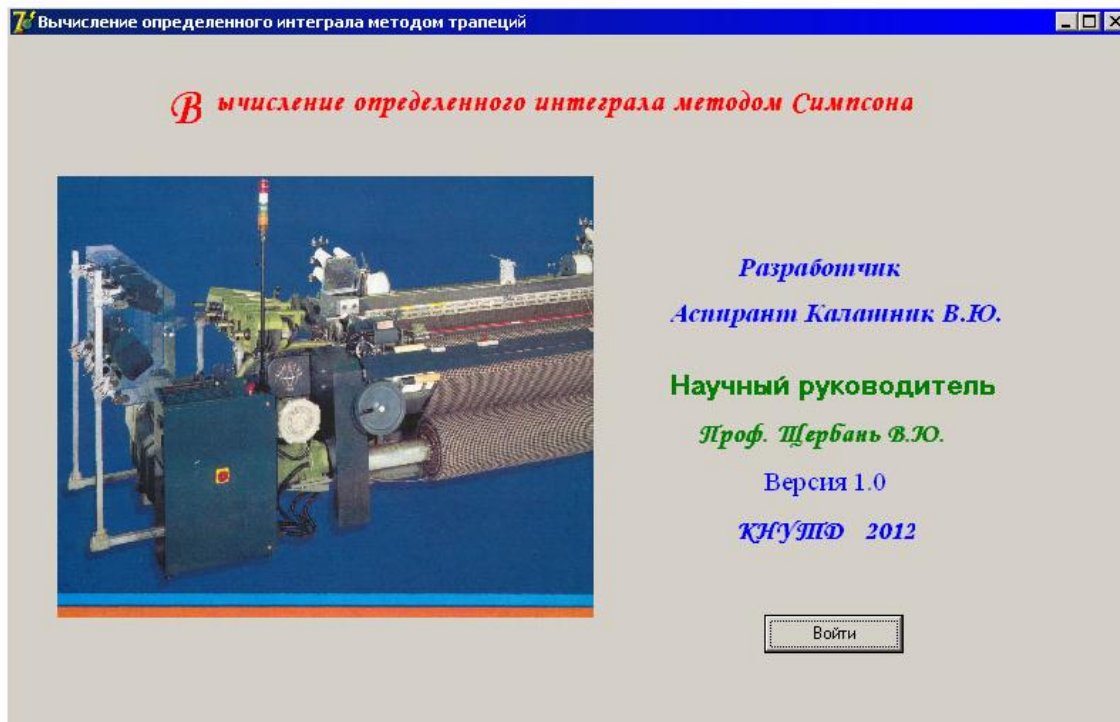 Вычисление определенного интеграла методом трапеций
Вычисление определенного интеграла методом Симпсона
Разработчик
Аспирант Калашник В.Ю.
Научный руководитель
Проф. Щербань В.Ю.
Версия 1.0
КНУТД 2012
Войти